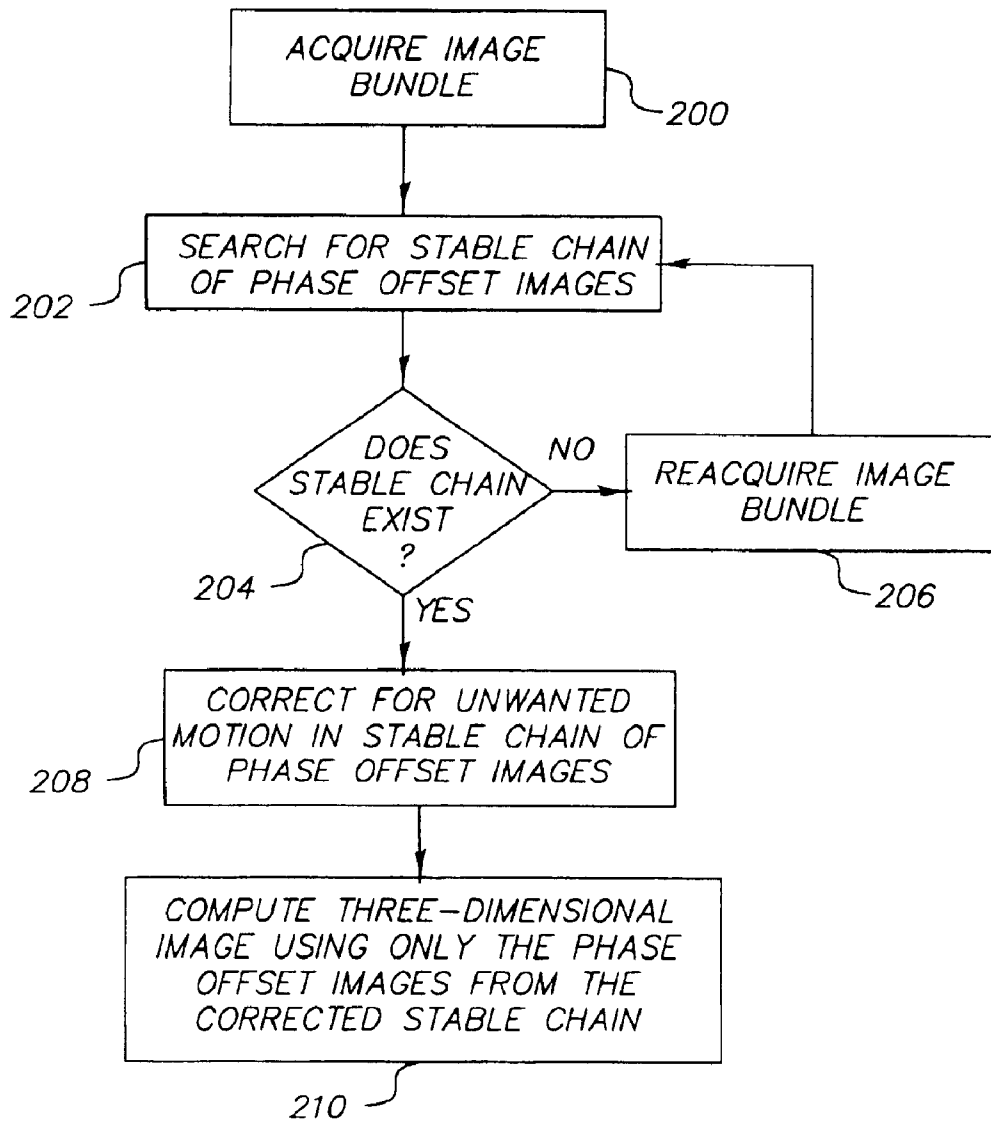 ACQUIRE IMAGE
BUNDLE
200
SEARCH FOR STABLE CHAIN
OF PHASE OFFSET IMAGES
202
DOES
STABLE CHAIN
EXIST
?
204
NO
REACQUIRE IMAGE
BUNDLE
206
YES
CORRECT FOR UNWANTED
MOTION IN STABLE CHAIN OF
PHASE OFFSET IMAGES
208
COMPUTE THREE-DIMENSIONAL
IMAGE USING ONLY THE PHASE
OFFSET IMAGES FROM THE
CORRECTED STABLE CHAIN
210